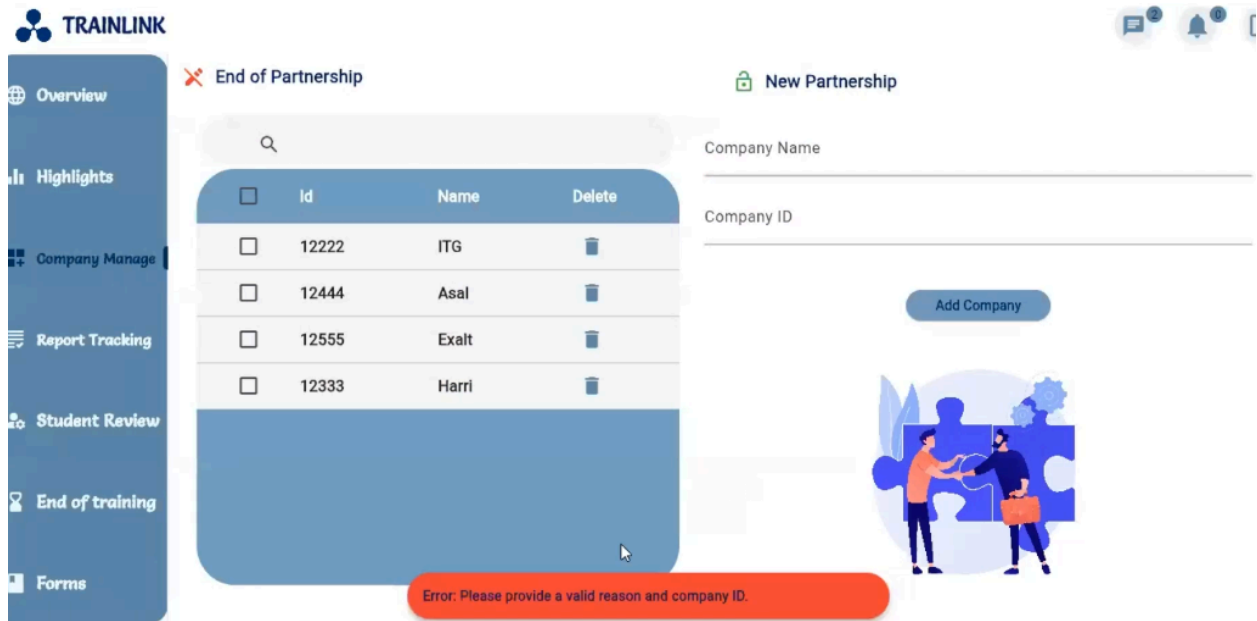 TRAINLINK
2
0
Overview
Highlights
Company Manage
Report Tracking
Student Review
End of training
Forms
End of Partnership
Id Name Delete
12222 ITG
12444 Asal
12555 Exalt
12333 Harri
New Partnership
Company Name
Company ID
Add Company
Error: Please provide a valid reason and company ID.